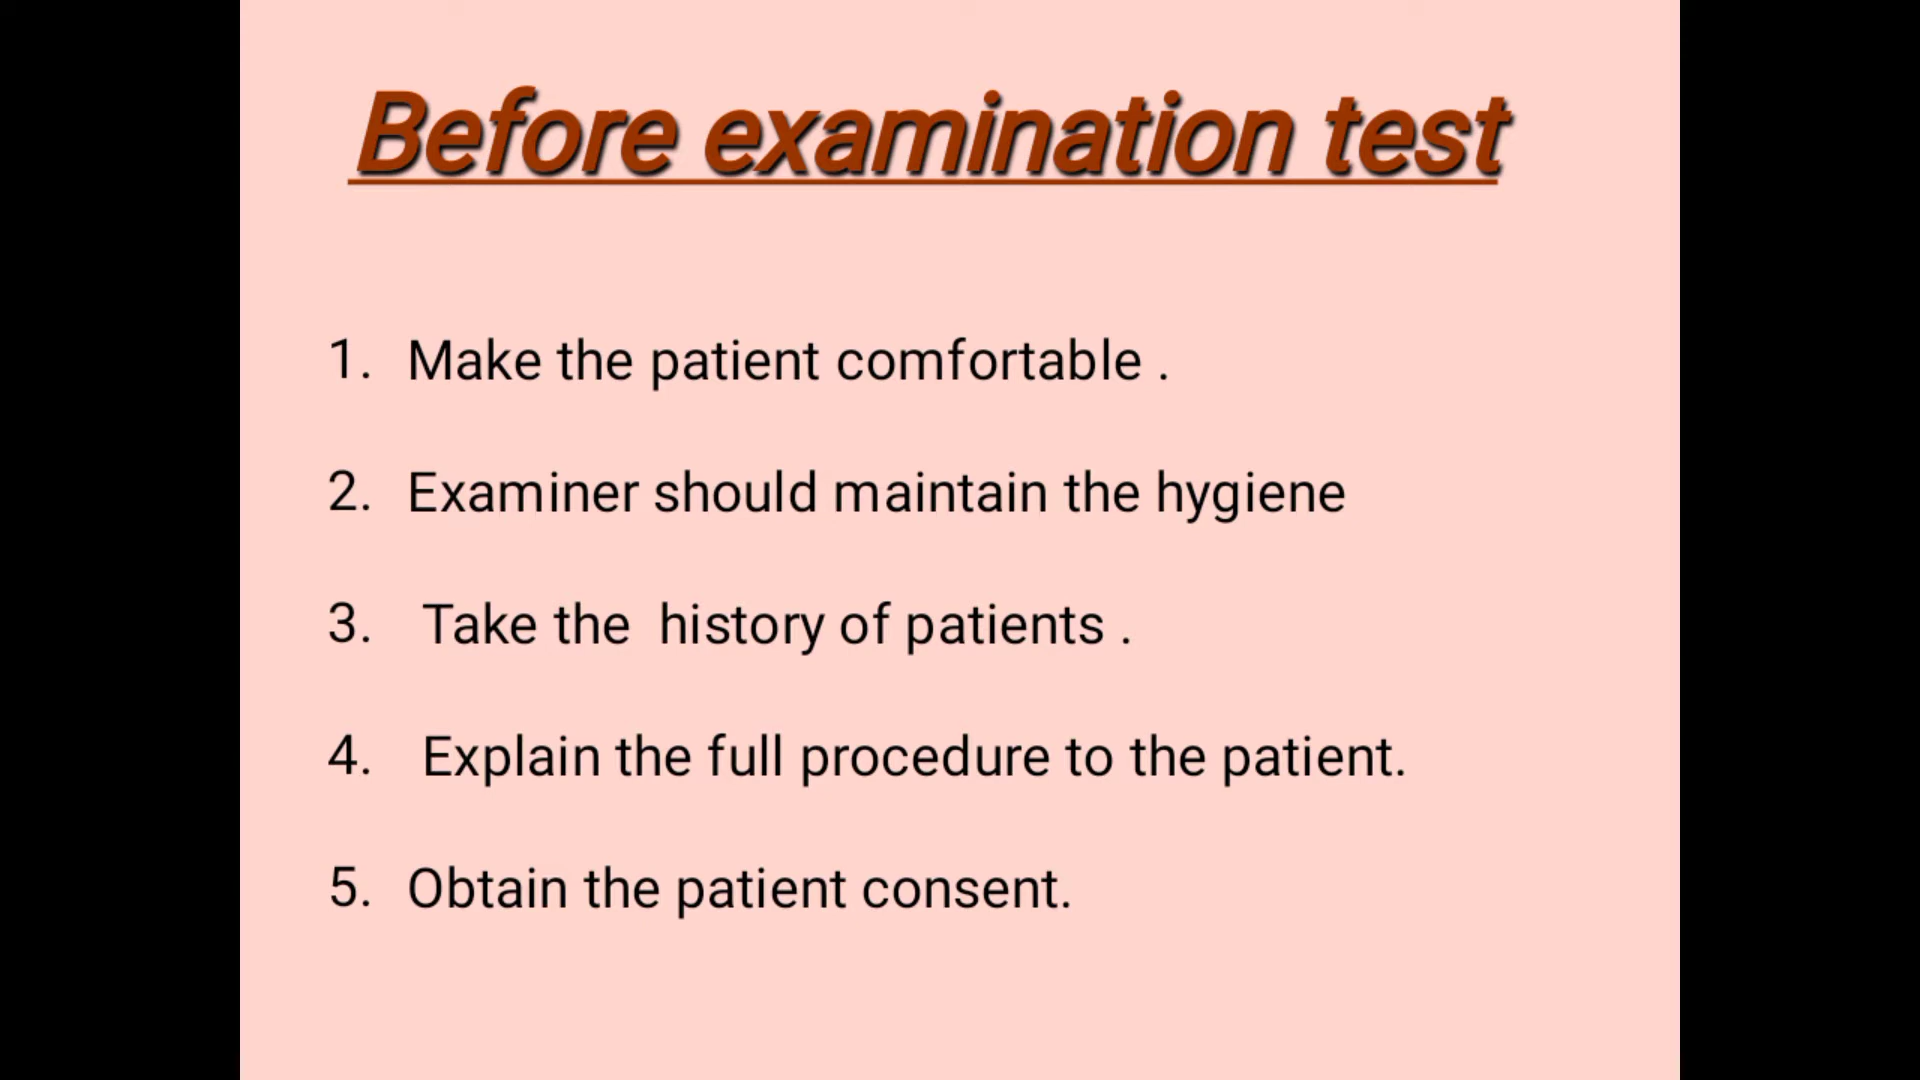 Before examination test
1. Make the patient comfortable .
2. Examiner should maintain the hygiene
3. Take the  history of patients .
4. Explain the full procedure to the patient.
5. Obtain the patient consent.